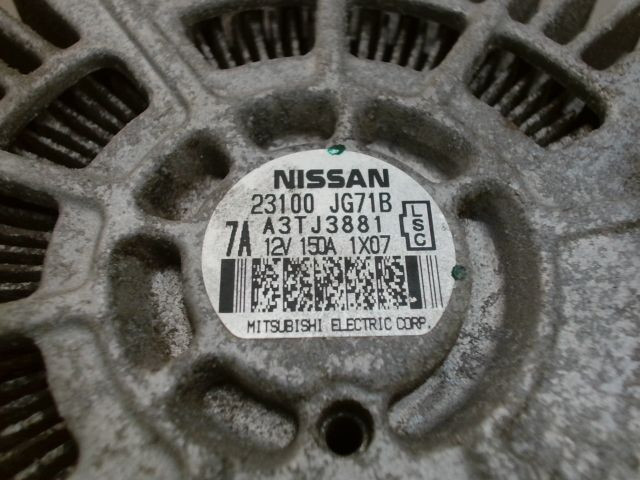 NISSAN
23100 JG71B
7A A3TJ3881
12V 150A 1X07
L
S
C
MITSUBISHI ELECTRIC CORP.